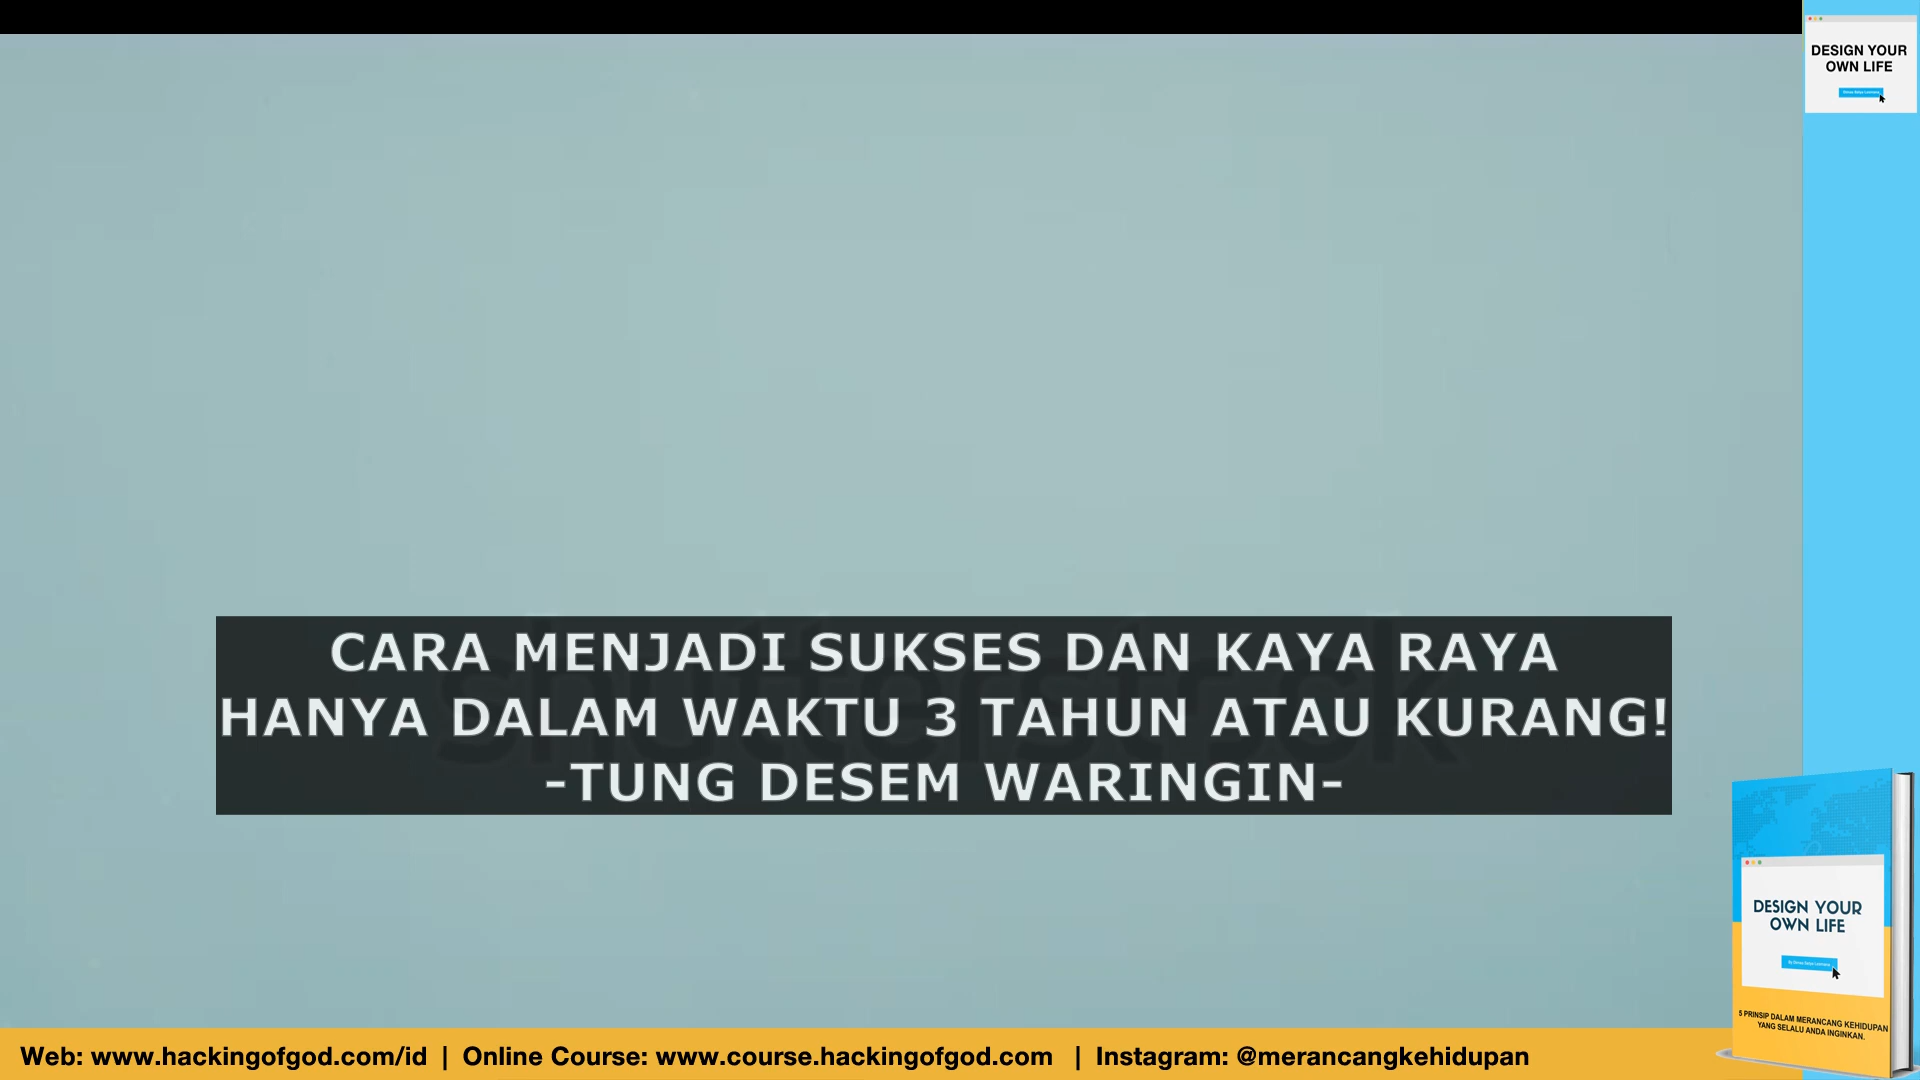 DESIGN YOUR
OWN LIFE
CARA MENJADI SUKSES DAN KAYA RAYA
HANYA DALAM WAKTU 3 TAHUN ATAU KURANG!
-TUNG DESEM WARINGIN-
shutterstock
DESIGN YOUR
OWN LIFE
5 PRINSIP DALAM MERANCANG KEHIDUPAN
YANG SELALU ANDA INGINKAN.
Web: www.hackingofgod.com/id | Online Course: www.course.hackingofgod.com | Instagram: @merancangkehidupan